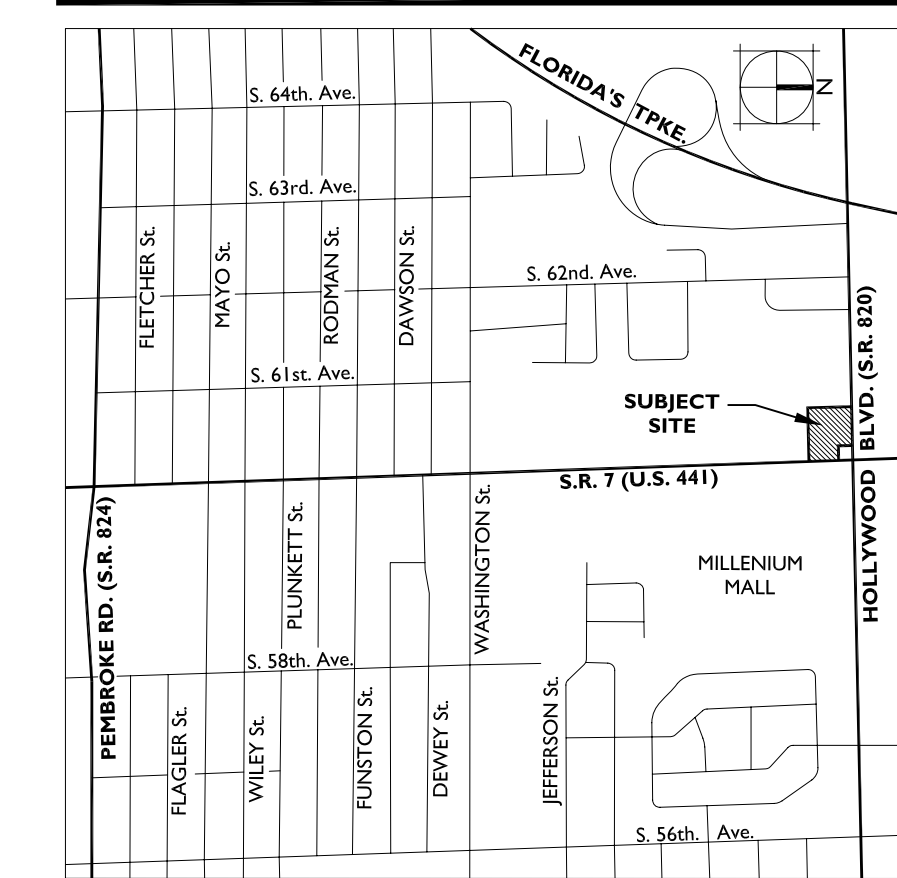 FLORIDA'S TPKE.
N
S. 64th. Ave.
S. 63rd. Ave.
FLETCHER St.
MAYO St.
RODMAN St.
DAWSON St.
S. 62nd. Ave.
S. 61st. Ave.
SUBJECT
SITE
HOLLYWOOD BLVD. (S.R. 820)
S.R. 7 (U.S. 441)
PEMBROKE RD. (S.R. 824)
PLUNKETT St.
WASHINGTON St.
MILLENIUM
MALL
S. 58th. Ave.
FLAGLER St.
WILEY St.
FUNSTON St.
DEWEY St.
JEFFERSON St.
S. 56th. Ave.